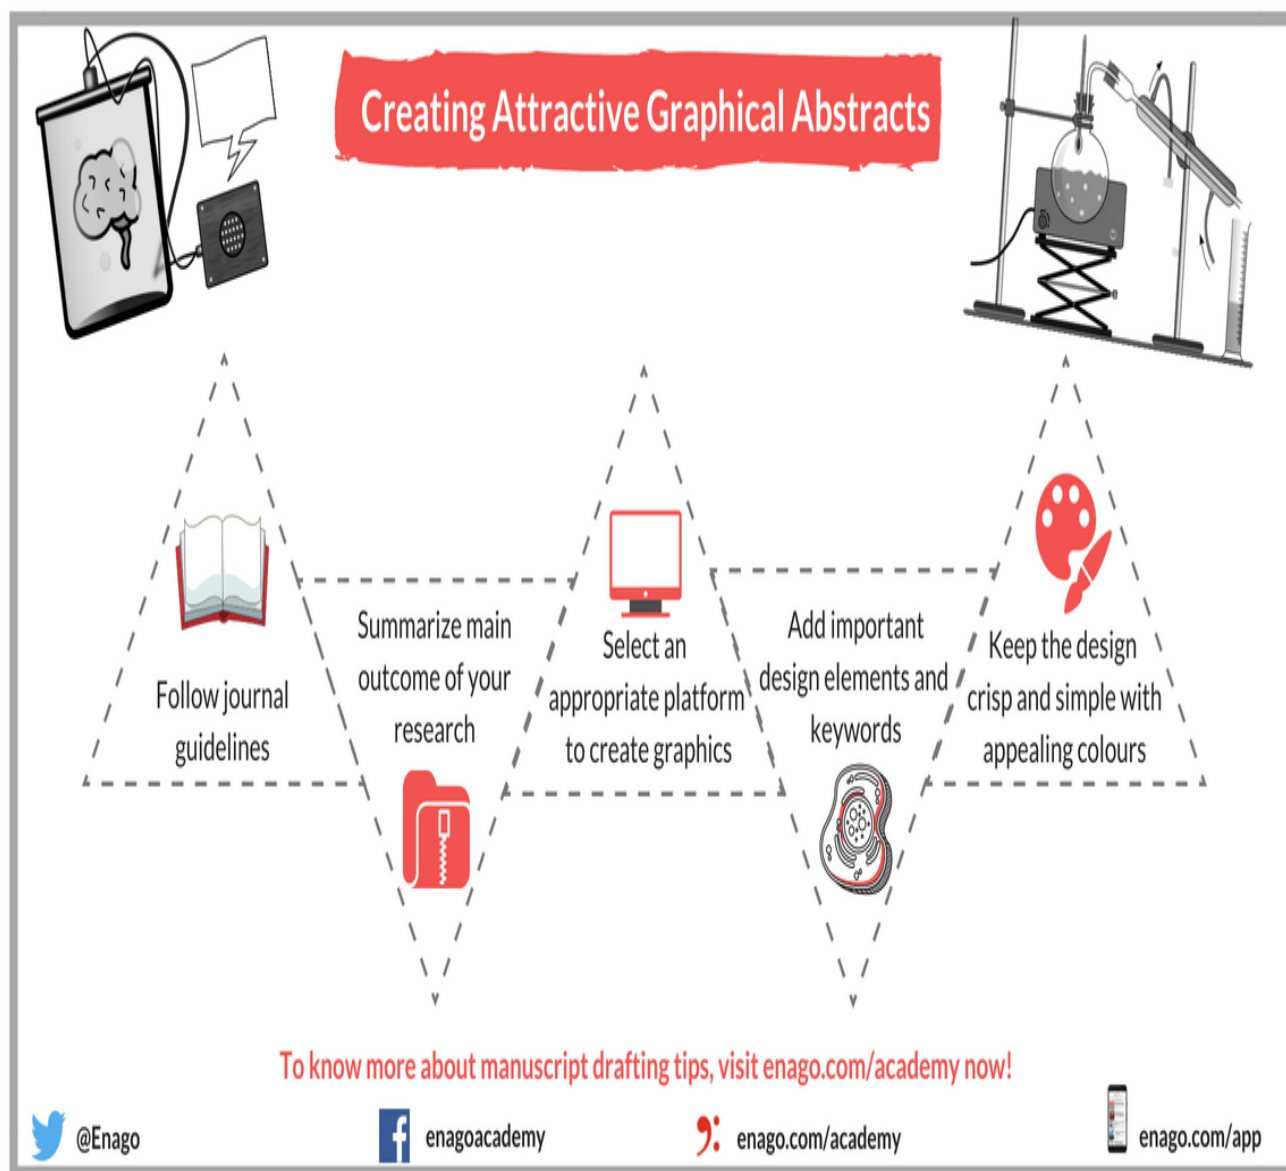 Creating Attractive Graphical Abstracts
Follow journal
guidelines
Summarize main
outcome of your
research
Select an
appropriate platform
to create graphics
Add important
design elements and
keywords
Keep the design
crisp and simple with
appealing colours
To know more about manuscript drafting tips, visit enago.com/academy now!
@Enago
enagoacademy
enago.com/academy
enago.com/app